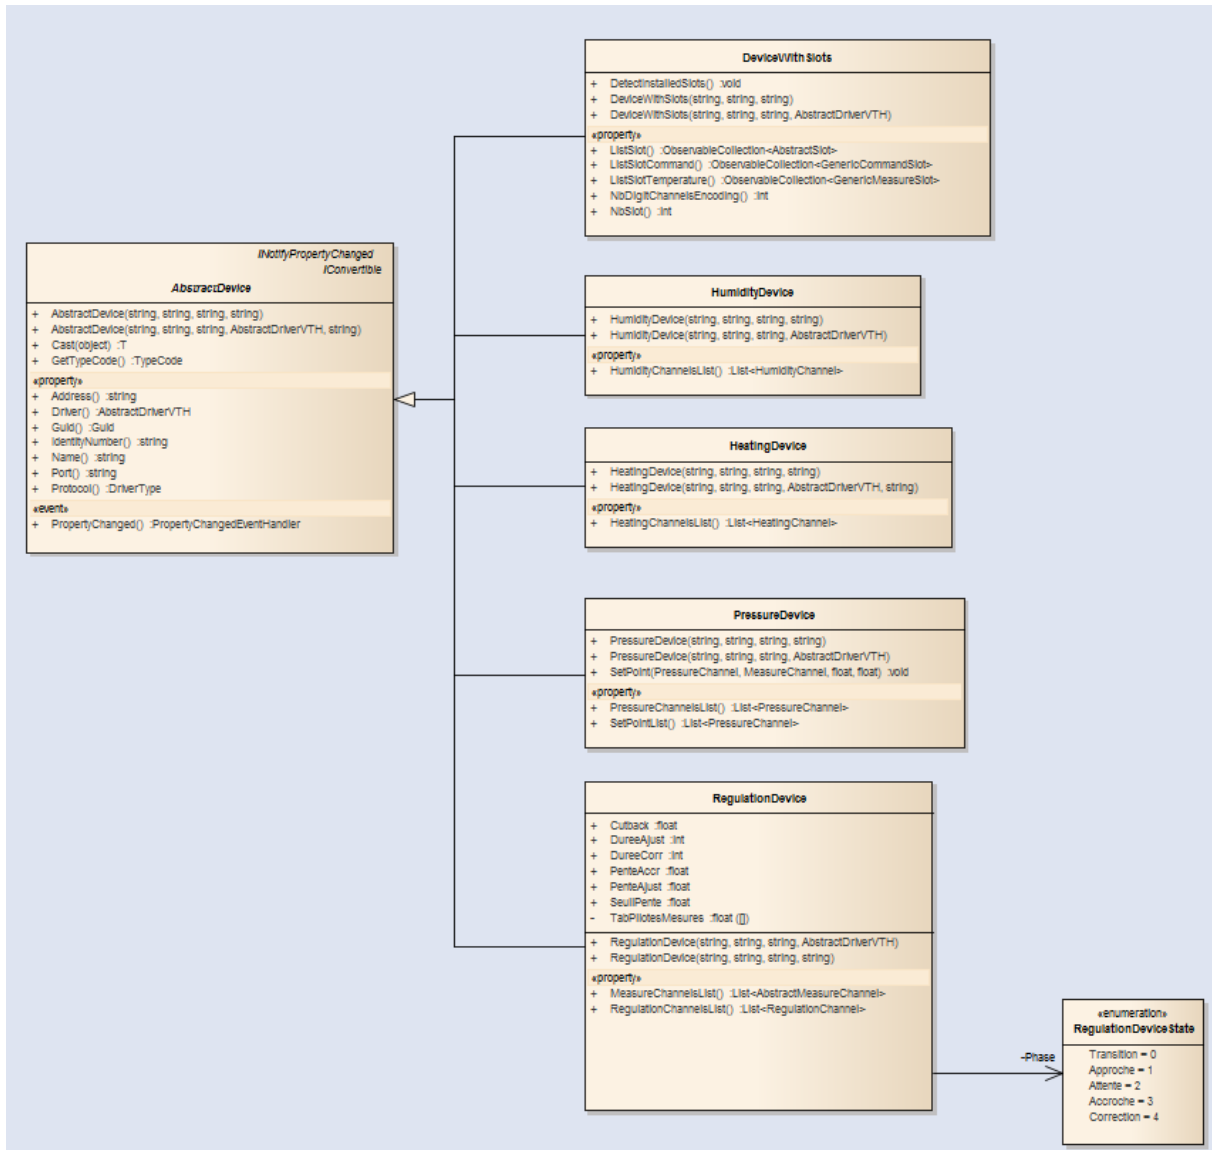 INotifyPropertyChanged
IConvertible
AbstractDevice
+ AbstractDevice(string, string, string, string)
+ AbstractDevice(string, string, string, AbstractDriverVTH, string)
+ Cast(object) :T
+ GetTypeCode() :TypeCode
«property»
+ Address() :string
+ Driver() :AbstractDriverVTH
+ Guid() :Guid
+ IdentityNumber() :string
+ Name() :string
+ Port() :string
+ Protocol() :DriverType
«event»
+ PropertyChanged() :PropertyChangedEventHandler
DeviceWithSlots
+ DetectInstalledSlots() :void
+ DeviceWithSlots(string, string, string)
+ DeviceWithSlots(string, string, string, AbstractDriverVTH)
«property»
+ ListSlot() :ObservableCollection<AbstractSlot>
+ ListSlotCommand() :ObservableCollection<GenericCommandSlot>
+ ListSlotTemperature() :ObservableCollection<GenericMeasureSlot>
+ NbDigitChannelsEncoding() :int
+ NbSlot() :int
HumidityDevice
+ HumidityDevice(string, string, string, string)
+ HumidityDevice(string, string, string, AbstractDriverVTH)
«property»
+ HumidityChannelsList() :List<HumidityChannel>
HeatingDevice
+ HeatingDevice(string, string, string, string)
+ HeatingDevice(string, string, string, AbstractDriverVTH, string)
«property»
+ HeatingChannelsList() :List<HeatingChannel>
PressureDevice
+ PressureDevice(string, string, string, string)
+ PressureDevice(string, string, string, AbstractDriverVTH)
+ SetPoint(PressureChannel, MeasureChannel, float, float) :void
«property»
+ PressureChannelsList() :List<PressureChannel>
+ SetPointList() :List<PressureChannel>
RegulationDevice
+ Cutback :float
+ DureeAjust :int
+ DureeCorr :int
+ PenteAccr :float
+ PenteAjust :float
+ SeuilPente :float
- TabPilotesMesures :float ([])
+ RegulationDevice(string, string, string, AbstractDriverVTH)
+ RegulationDevice(string, string, string, string)
«property»
+ MeasureChannelsList() :List<AbstractMeasureChannel>
+ RegulationChannelsList() :List<RegulationChannel>
-Phase
«enumeration»
RegulationDeviceState
Transition = 0
Approche = 1
Attente = 2
Accroche = 3
Correction = 4